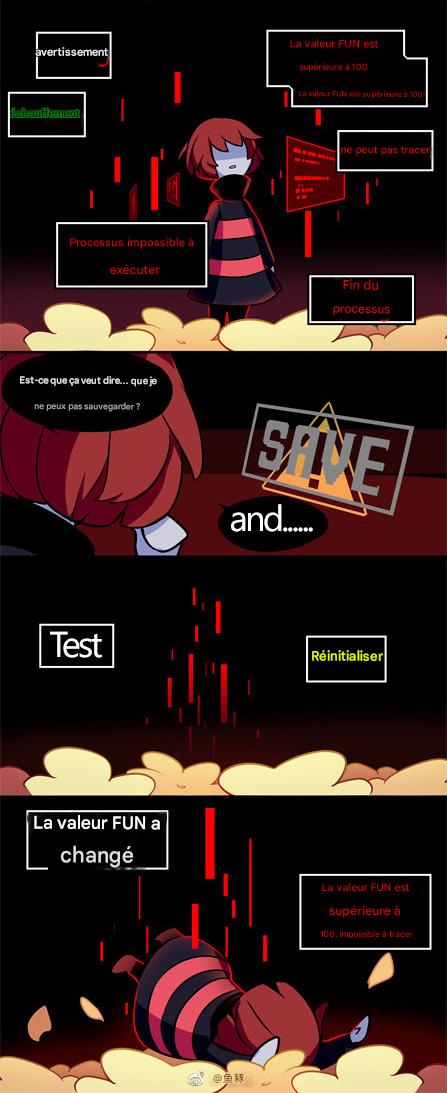 avertissement
La valeur FUN est
supérieure à 100
La valeur FUN est supérieure à 100
échauffement
ne peut pas tracer
Processus impossible à
exécuter
Fin du
processus
Est-ce que ça veut dire... que je
ne peux pas sauvegarder ?
SAVE
and......
Test
Réinitialiser
La valeur FUN a
changé
La valeur FUN est
supérieure à
100, impossible à tracer
@鱼豚